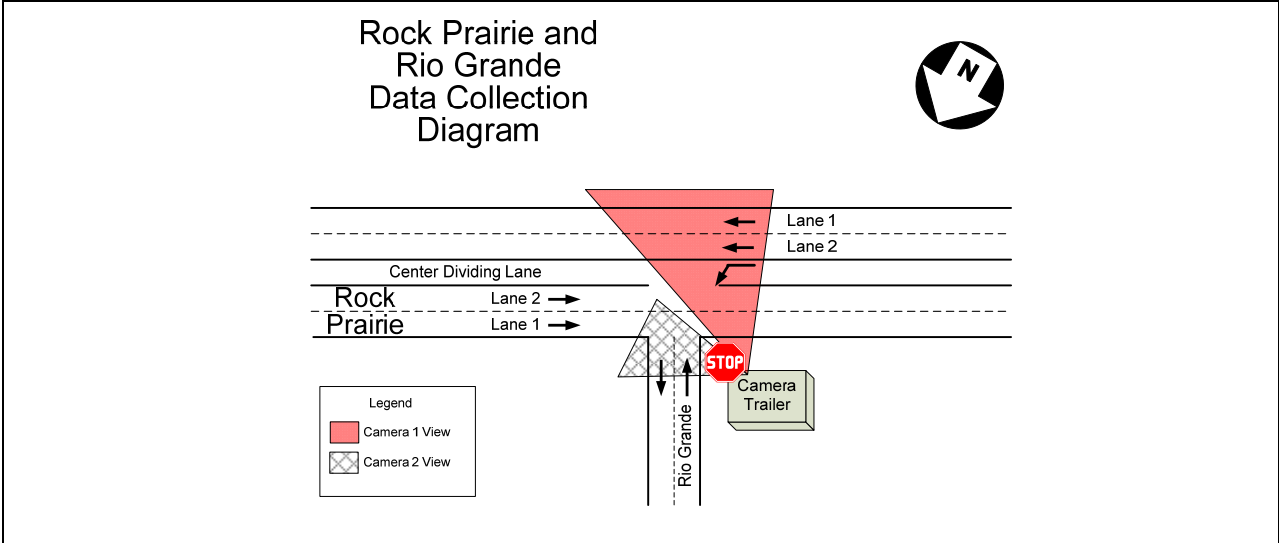 Rock Prairie and
Rio Grande
Data Collection
Diagram
N
Lane 1
Lane 2
Center Dividing Lane
Rock
Prairie
Lane 2
Lane 1
STOP
Camera
Trailer
Rio Grande
Legend
Camera 1 View
Camera 2 View